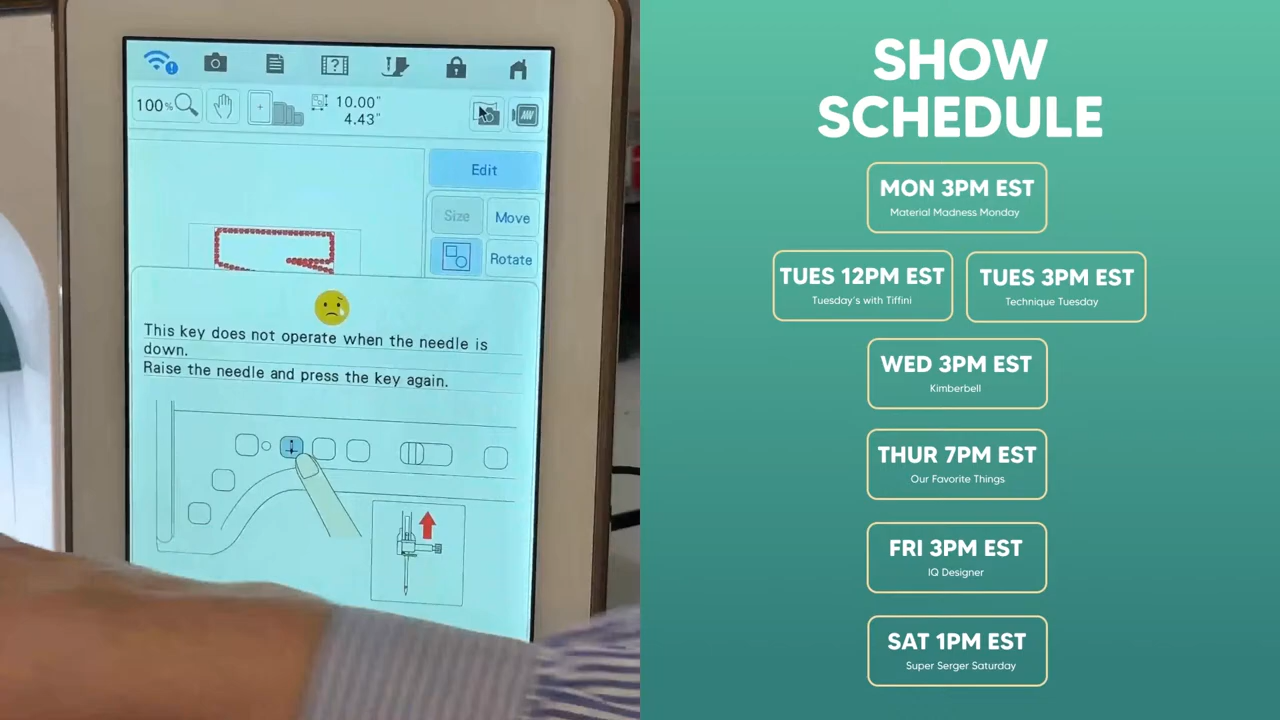 100%
10.00"
4.43"
Edit
Size
Move
Rotate
This key does not operate when the needle is
down.
Raise the needle and press the key again.
SHOW
SCHEDULE
MON 3PM EST
Material Madness Monday
TUES 12PM EST
Tuesday's with Tiffini
TUES 3PM EST
Technique Tuesday
WED 3PM EST
Kimberbell
THUR 7PM EST
Our Favorite Things
FRI 3PM EST
IQ Designer
SAT 1PM EST
Super Serger Saturday